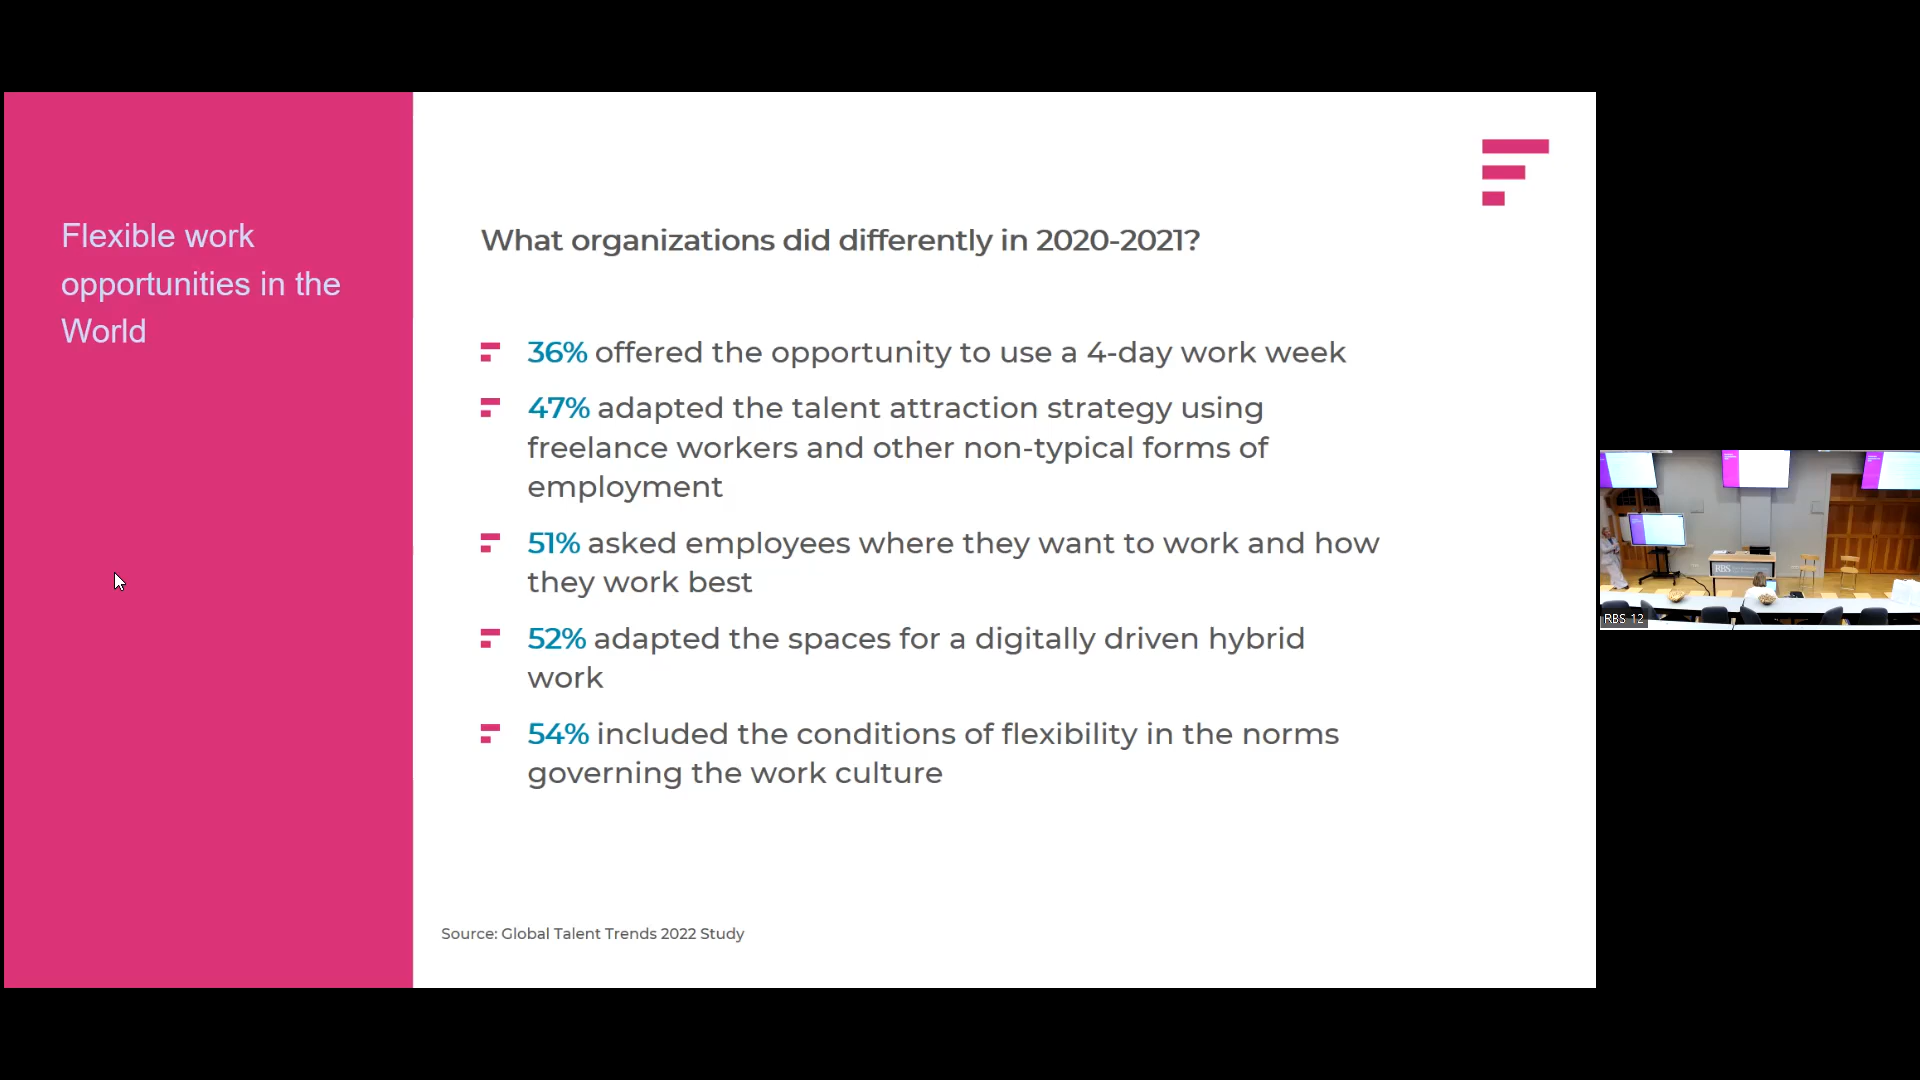 Flexible work
opportunities in the
World
What organizations did differently in 2020-2021?
36% offered the opportunity to use a 4-day work week
47% adapted the talent attraction strategy using
freelance workers and other non-typical forms of
employment
51% asked employees where they want to work and how
they work best
52% adapted the spaces for a digitally driven hybrid
work
54% included the conditions of flexibility in the norms
governing the work culture
Source: Global Talent Trends 2022 Study
RBS
RBS 12